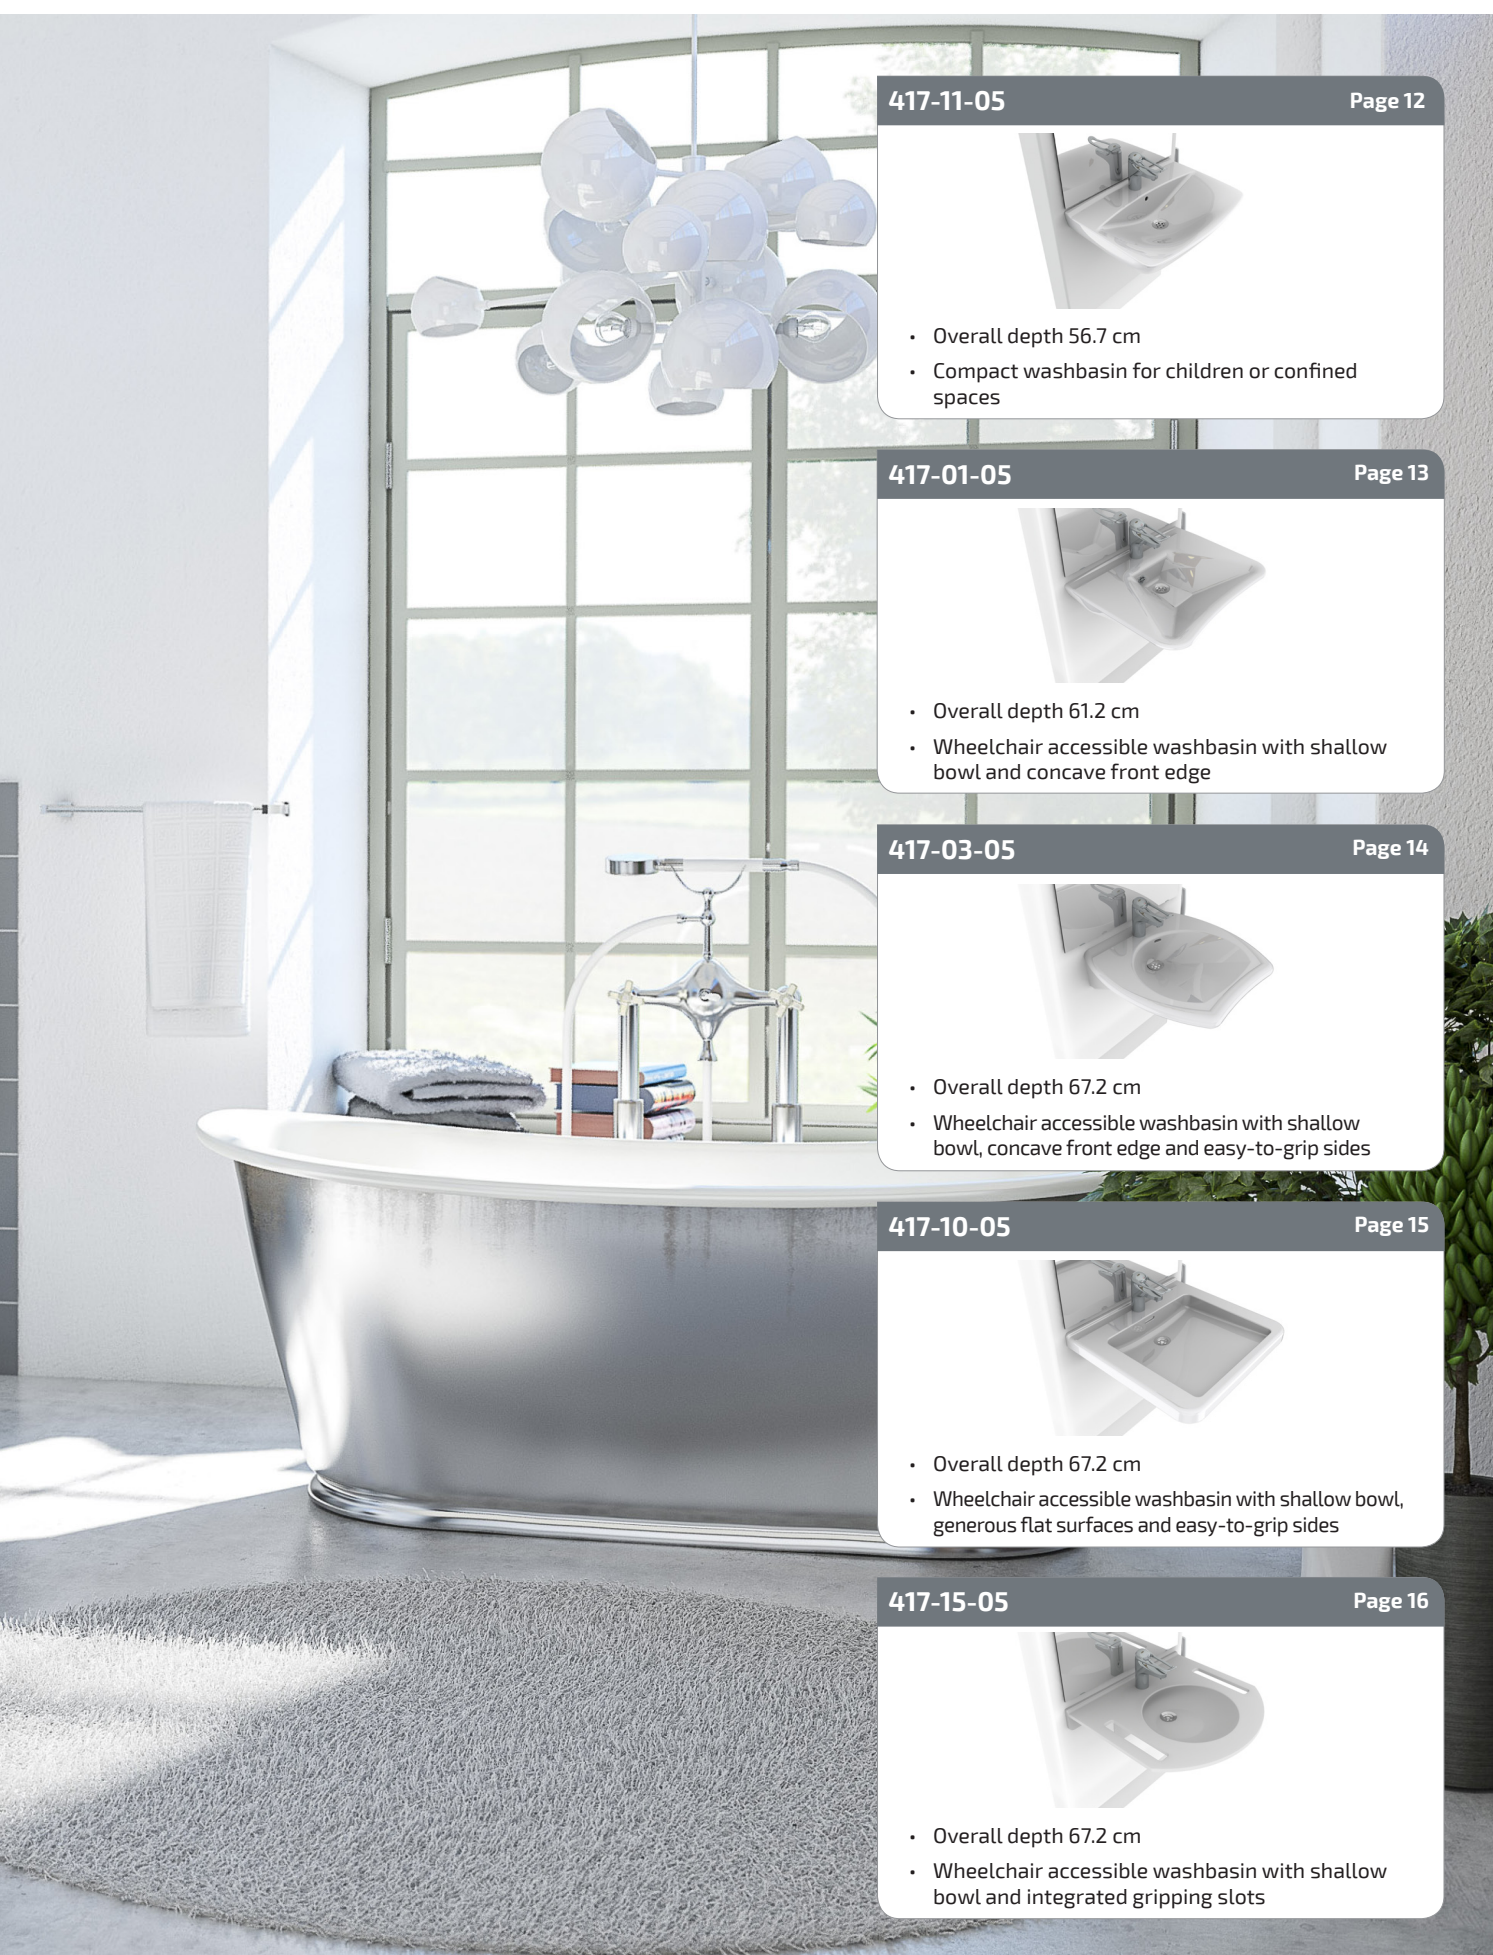 417-11-05 Page 12
• Overall depth 56.7 cm
• Compact washbasin for children or confined
spaces
417-01-05 Page 13
• Overall depth 61.2 cm
• Wheelchair accessible washbasin with shallow
bowl and concave front edge
417-03-05 Page 14
• Overall depth 67.2 cm
• Wheelchair accessible washbasin with shallow
bowl, concave front edge and easy-to-grip sides
417-10-05 Page 15
• Overall depth 67.2 cm
• Wheelchair accessible washbasin with shallow bowl,
generous flat surfaces and easy-to-grip sides
417-15-05 Page 16
• Overall depth 67.2 cm
• Wheelchair accessible washbasin with shallow
bowl and integrated gripping slots